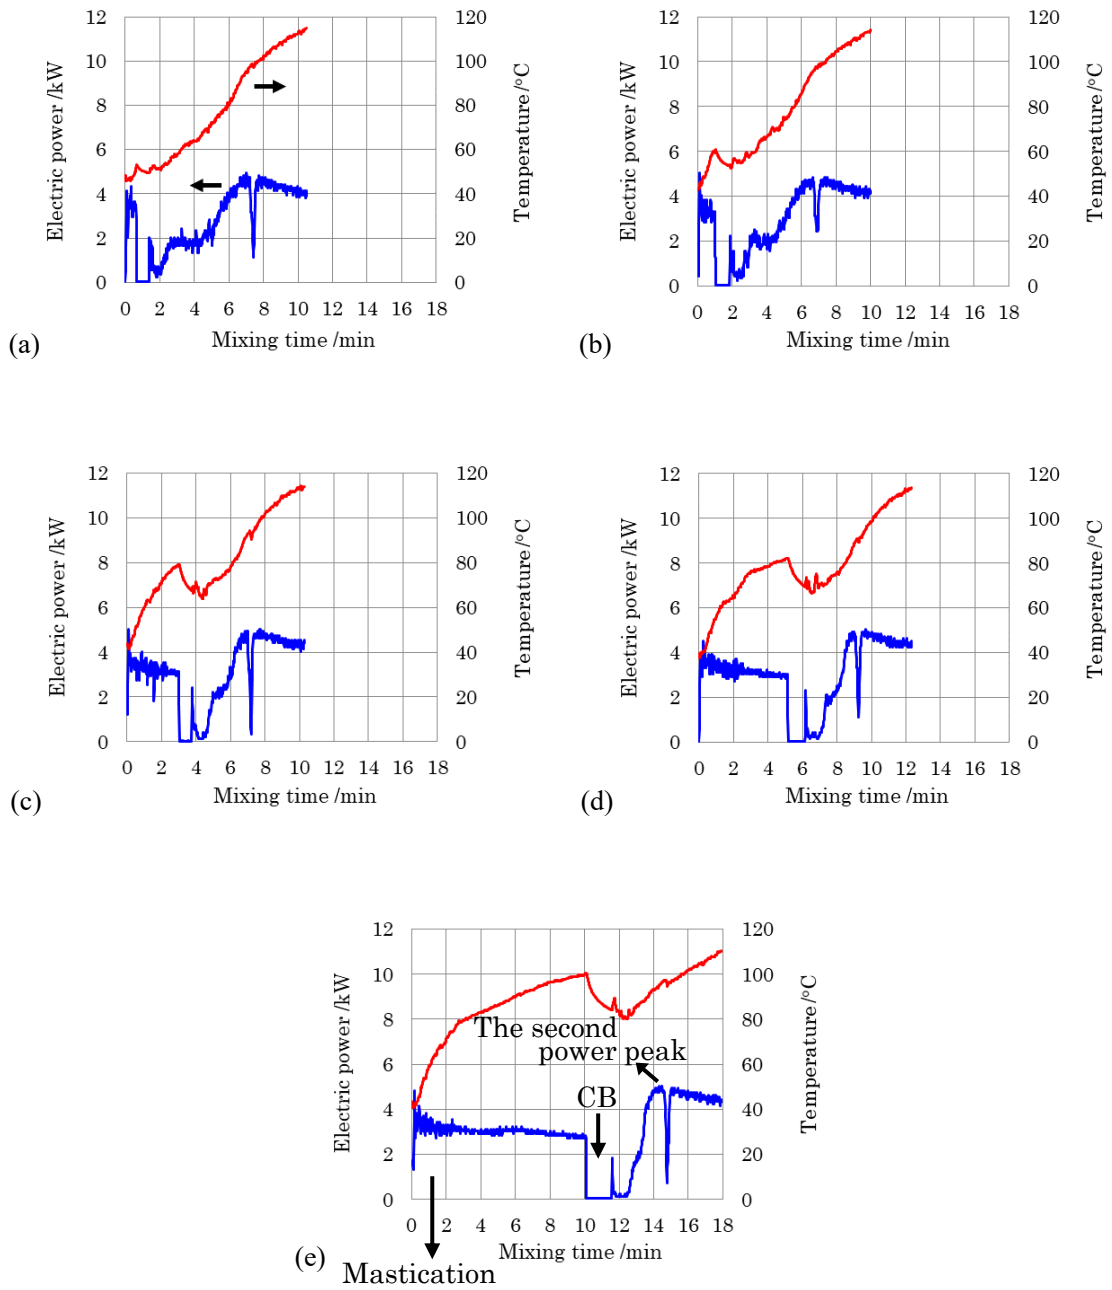 12
10
8
6
4
2
0
Electric power /kW
120
100
80
60
40
20
0
Temperature/°C
0 2 4 6 8 10 12 14 16 18
Mixing time /min
(a)
12
10
8
6
4
2
0
Electric power /kW
120
100
80
60
40
20
0
Temperature/°C
0 2 4 6 8 10 12 14 16 18
Mixing time /min
(b)
12
10
8
6
4
2
0
Electric power /kW
120
100
80
60
40
20
0
Temperature/°C
0 2 4 6 8 10 12 14 16 18
Mixing time /min
(c)
12
10
8
6
4
2
0
Electric power /kW
120
100
80
60
40
20
0
Temperature/°C
0 2 4 6 8 10 12 14 16 18
Mixing time /min
(d)
12
10
8
6
4
2
0
Electric power /kW
120
100
80
60
40
20
0
Temperature/°C
The second
power peak
CB
0 2 4 6 8 10 12 14 16 18
Mixing time /min
(e)
Mastication